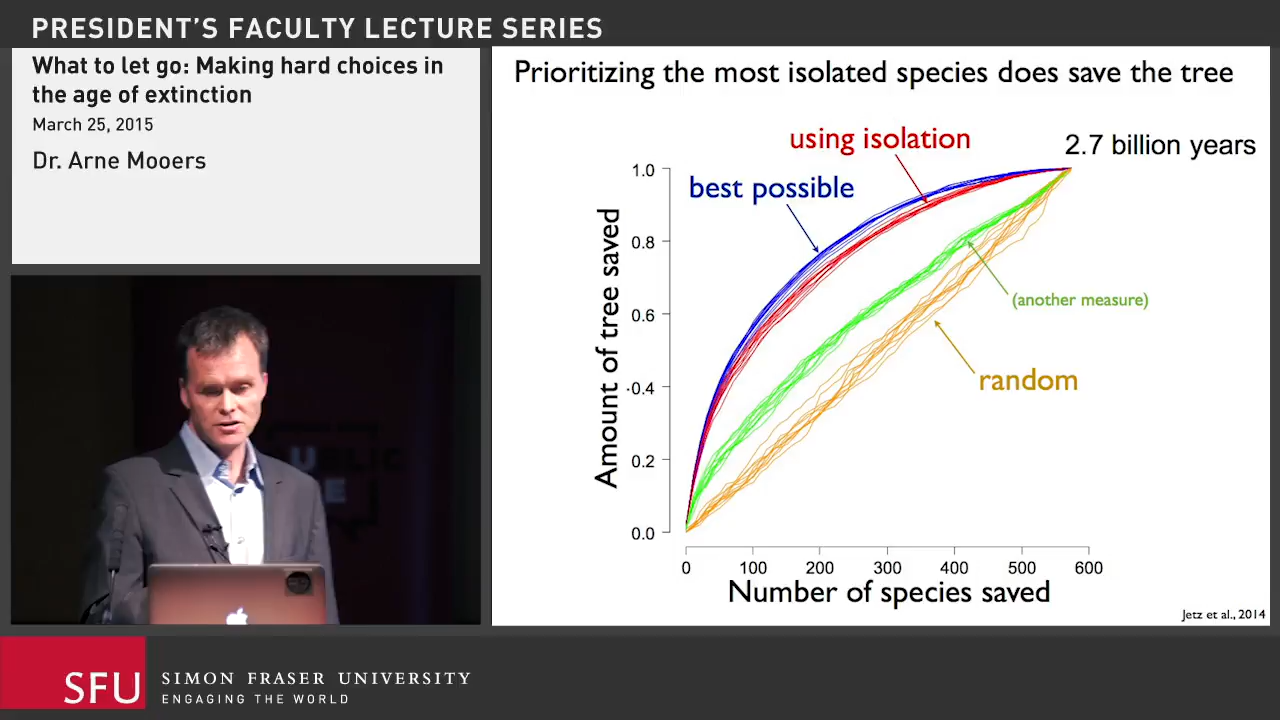 PRESIDENT'S FACULTY LECTURE SERIES
What to let go: Making hard choices in
the age of extinction
March 25, 2015
Dr. Arne Mooers
Prioritizing the most isolated species does save the tree
using isolation
2.7 billion years
best possible
(another measure)
random
Amount of tree saved
1.0
0.8
0.6
0.4
0.2
0.0
0 100 200 300 400 500 600
Number of species saved
Jetz et al., 2014
SFU
SIMON FRASER UNIVERSITY
ENGAGING THE WORLD